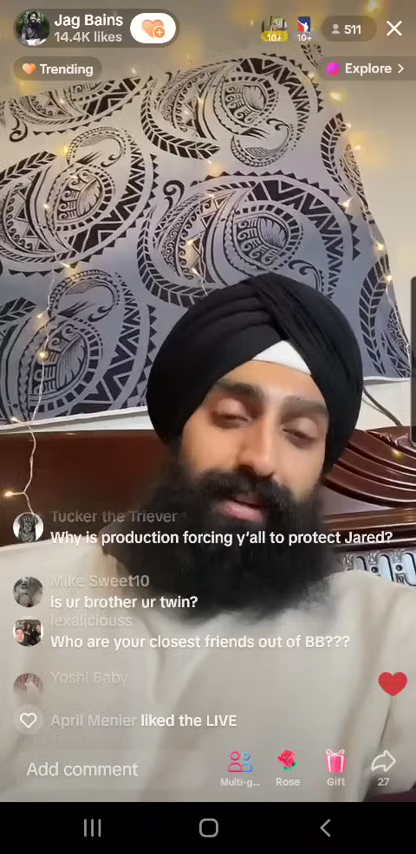 Jag Bains
14.4K likes
18+
10+
511
Trending
Explore >
Tucker the Triever
Why is production forcing y'all to protect Jared?
Mike Sweet10
is ur brother ur twin?
lexaliciouss
Who are your closest friends out of BB???
Yoshi Baby
April Menier liked the LIVE
Add comment
Multi-g...
Rose
Gift
27